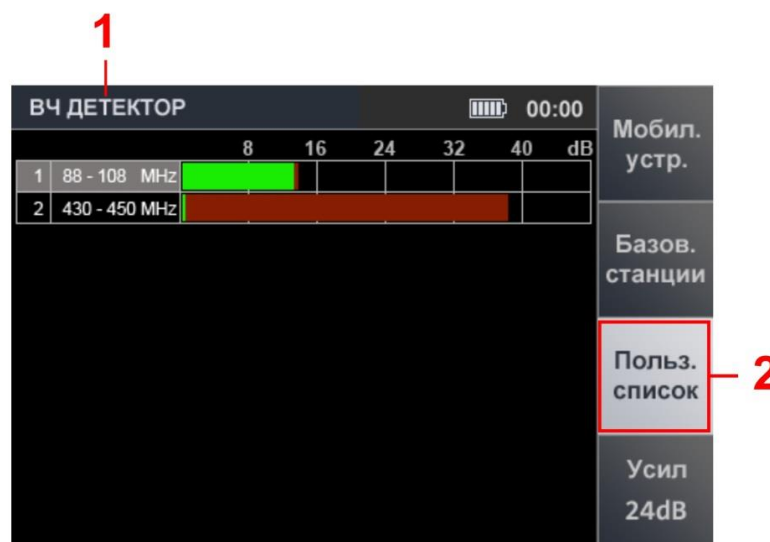 1
ВЧ ДЕТЕКТОР 00:00
8 16 24 32 40 dB
1 88 - 108 MHz
2 430 - 450 MHz
Мобил.
устр.
Базов.
станции
Польз.
список
2
Усил
24dB